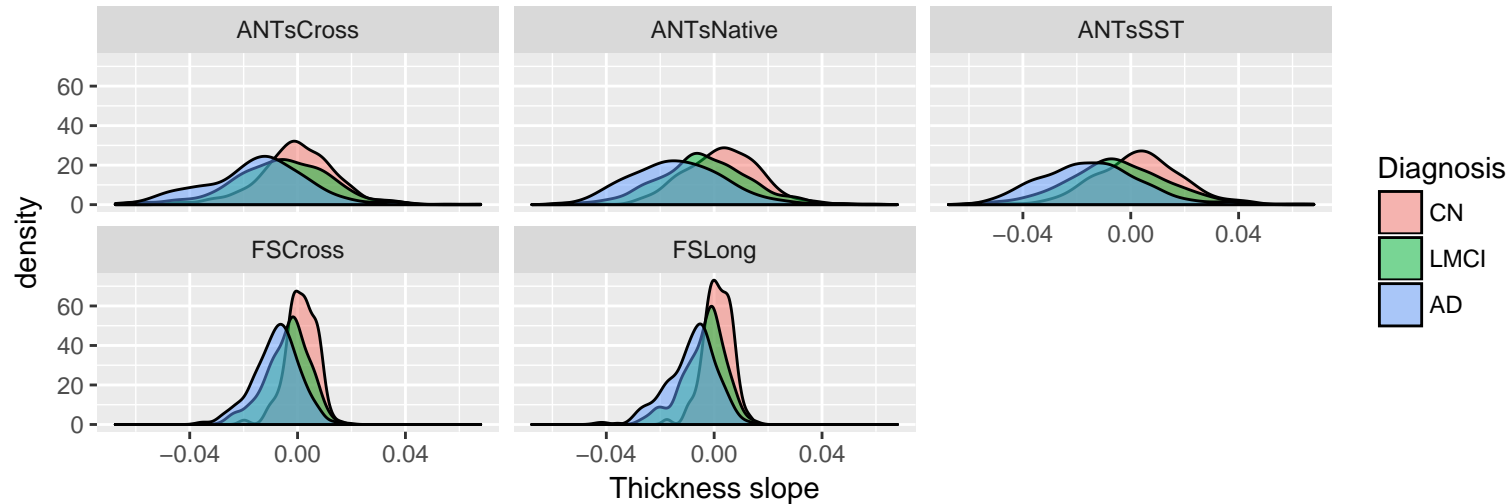 ANTsCross
ANTsNative
ANTsSST
60
40
20
0
−0.04 0.00 0.04
FSCross
FSLong
60
40
20
0
−0.04 0.00 0.04
−0.04 0.00 0.04
density
Thickness slope
Diagnosis
CN
LMCI
AD